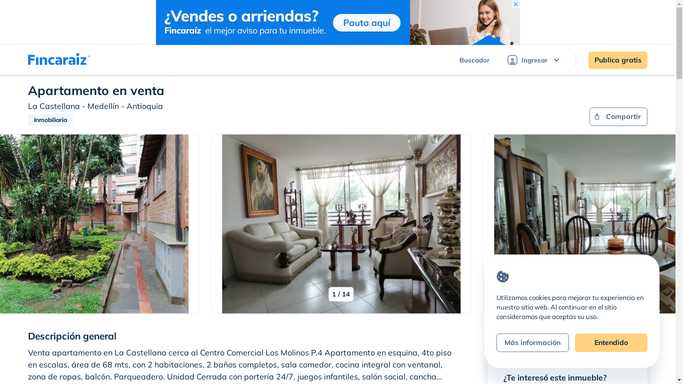 ¿Vendes o arriendas?
Fincaraíz el mejor aviso para tu inmueble.
Pauta aquí
Fincaraíz
Buscador
Ingresar
Publica gratis
Apartamento en venta
La Castellana - Medellín - Antioquia
Inmobiliaria
Compartir
1 / 14
Utilizamos cookies para mejorar tu experiencia en
nuestro sitio web. Al continuar en el sitio
consideramos que aceptas su uso.
Más información
Entendido
Descripción general
Venta apartamento en La Castellana cerca al Centro Comercial Los Molinos P.4 Apartamento en esquina, 4to piso
en escalas, área de 68 mts, con 2 habitaciones, 2 baños completos, sala comedor, cocina integral con ventanal,
zona de ropas, balcón. Parqueadero. Unidad Cerrada con portería 24/7, juegos infantiles, salón social, cancha...
¿Te interesó este inmueble?